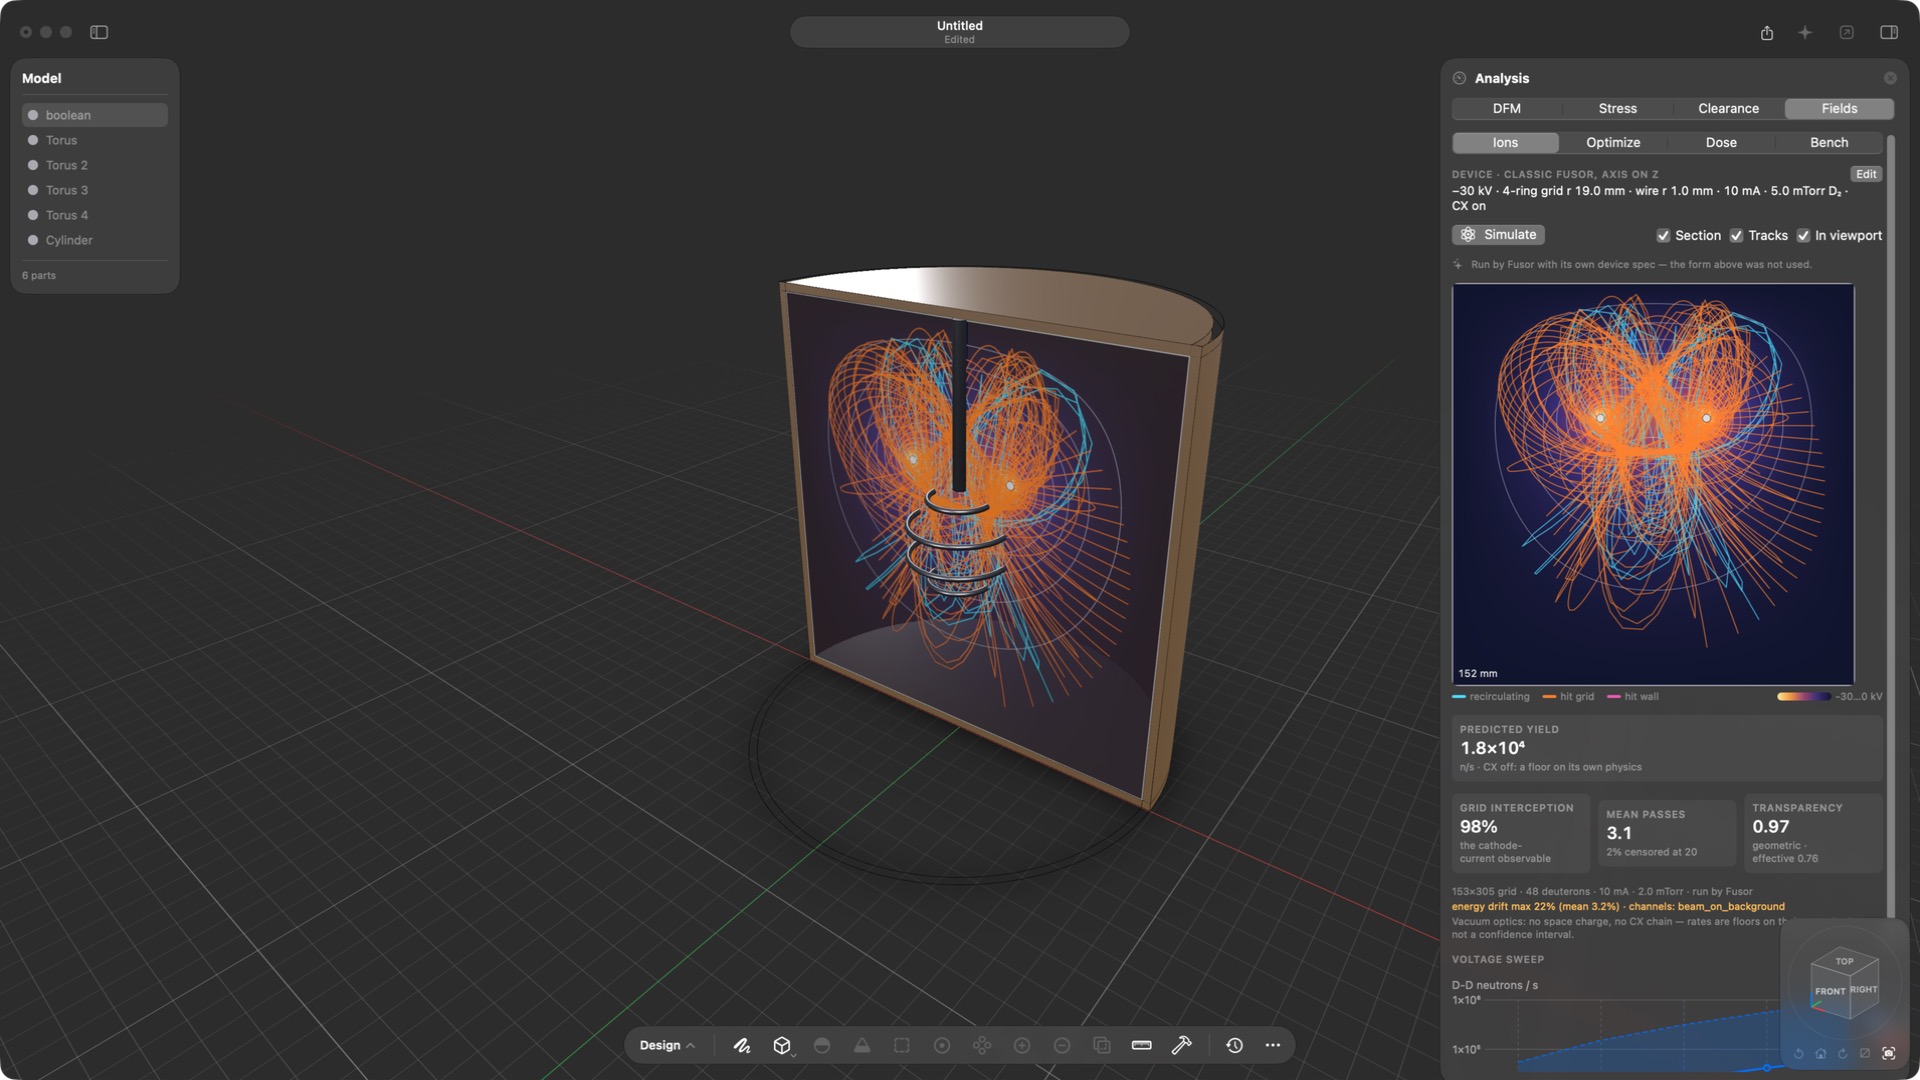 Untitled
Edited
Model
boolean
Torus
Torus 2
Torus 3
Torus 4
Cylinder
6 parts
Analysis
DFM Stress Clearance Fields
Ions Optimize Dose Bench
DEVICE · CLASSIC FUSOR, AXIS ON Z Edit
−30 kV · 4-ring grid r 19.0 mm · wire r 1.0 mm · 10 mA · 5.0 mTorr D₂ ·
CX on
Simulate Section Tracks In viewport
Run by Fusor with its own device spec — the form above was not used.
152 mm
recirculating hit grid hit wall −30…0 kV
PREDICTED YIELD
1.8×10⁴
n/s · CX off: a floor on its own physics
GRID INTERCEPTION
98%
the cathode-
current observable
MEAN PASSES
3.1
2% censored at 20
TRANSPARENCY
0.97
geometric ·
effective 0.76
153×305 grid · 48 deuterons · 10 mA · 2.0 mTorr · run by Fusor
energy drift max 22% (mean 3.2%) · channels: beam_on_background
Vacuum optics: no space charge, no CX chain — rates are floors on
not a confidence interval.
VOLTAGE SWEEP
D-D neutrons / s
1×10⁶
TOP
FRONT RIGHT
Design